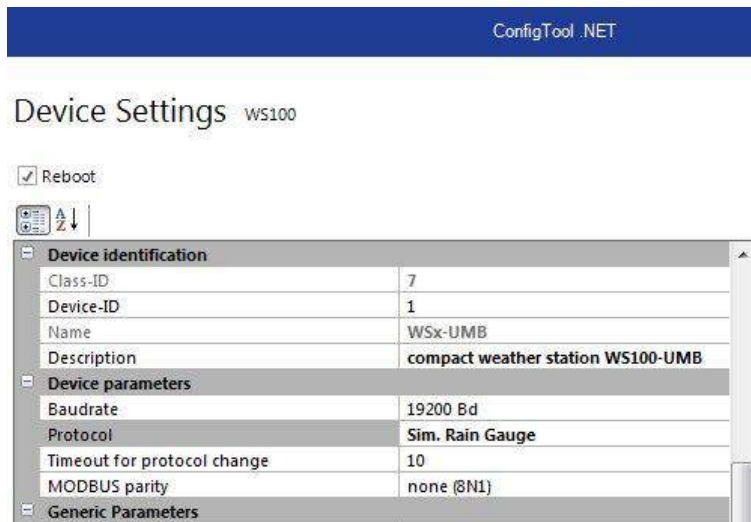 ConfigTool .NET
Device Settings WS100
Reboot
A
Z
Device identification
Class-ID 7
Device-ID 1
Name WSx-UMB
Description compact weather station WS100-UMB
Device parameters
Baudrate 19200 Bd
Protocol Sim. Rain Gauge
Timeout for protocol change 10
MODBUS parity none (8N1)
Generic Parameters